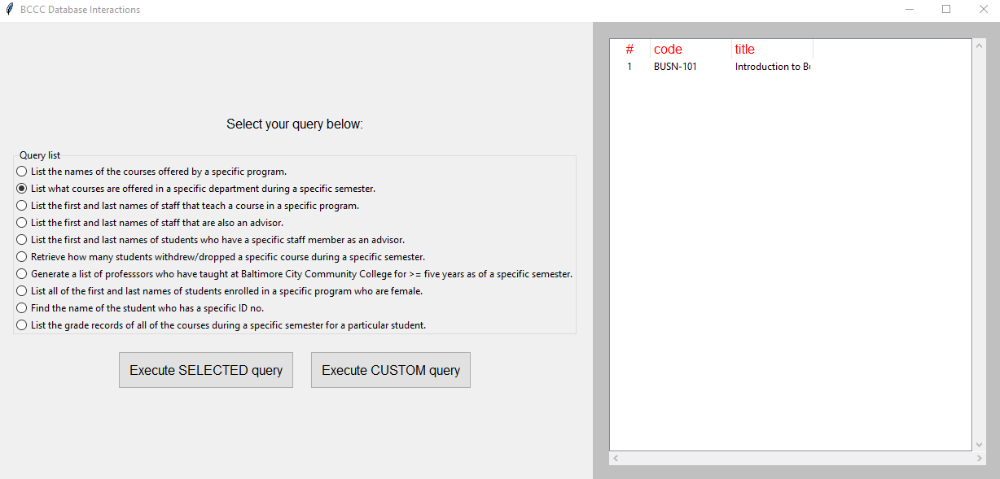 BCCC Database Interactions
Select your query below:
Query list
List the names of the courses offered by a specific program.
List what courses are offered in a specific department during a specific semester.
List the first and last names of staff that teach a course in a specific program.
List the first and last names of staff that are also an advisor.
List the first and last names of students who have a specific staff member as an advisor.
Retrieve how many students withdrew/dropped a specific course during a specific semester.
Generate a list of professsors who have taught at Baltimore City Community College for >= five years as of a specific semester.
List all of the first and last names of students enrolled in a specific program who are female.
Find the name of the student who has a specific ID no.
List the grade records of all of the courses during a specific semester for a particular student.
Execute SELECTED query Execute CUSTOM query
# code title
1 BUSN-101 Introduction to